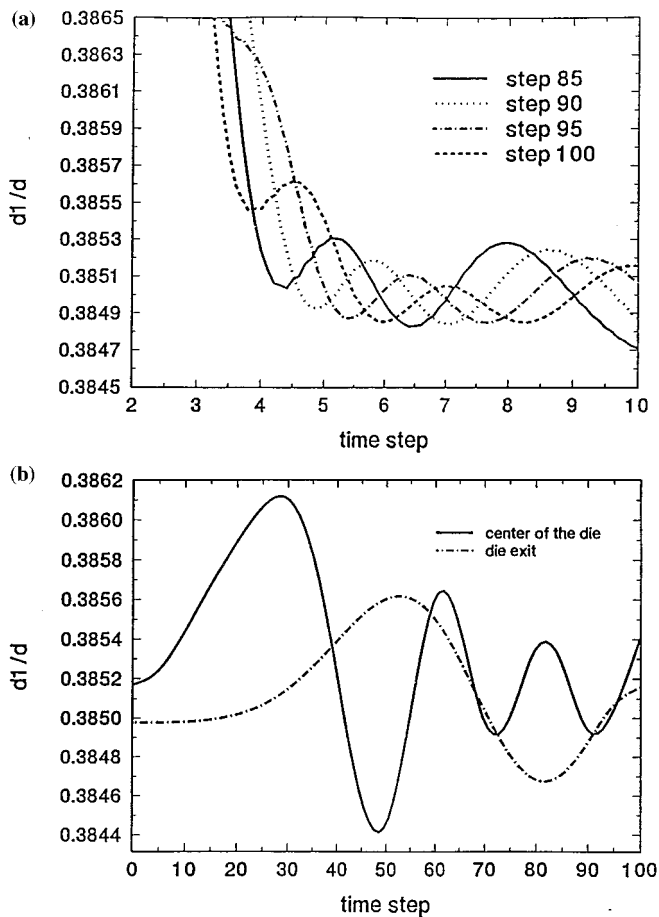 (a)
0.3865
0.3863
0.3861
0.3859
0.3855
0.3853
0.3851
0.3849
0.3847
0.3845
d1/d
step 85
step 90
step 95
step 100
2 3 4 5 6 7 8 9 10
time step
(b)
0.3862
0.3860
0.3858
0.3856
0.3854
0.3852
0.3850
0.3848
0.3846
0.3844
d1/d
center of the die
die exit
0 10 20 30 40 50 60 70 80 90 100
time step